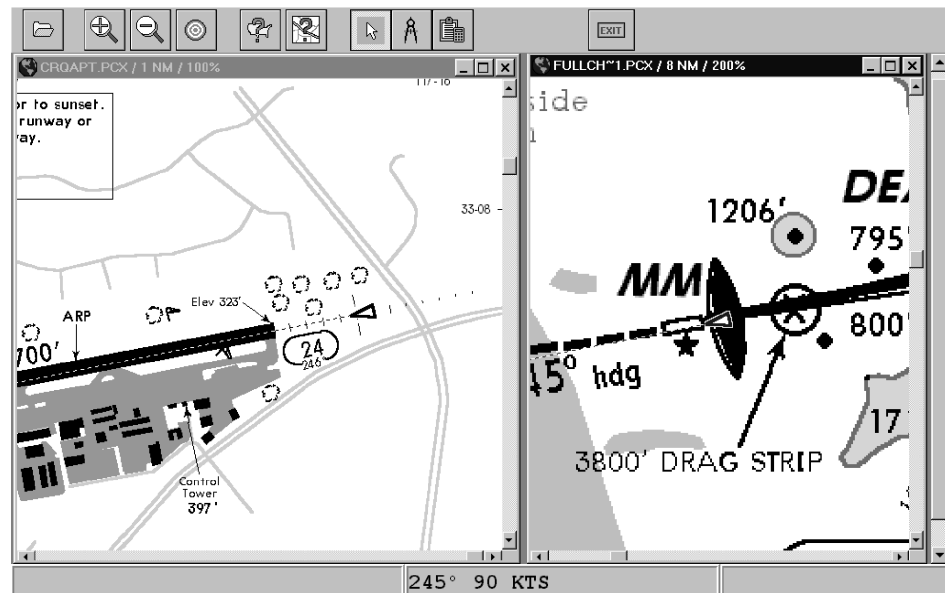 EXIT
CRQAPT.PCX / 1 NM / 100%
or to sunset.
runway or
way.
33-08
Elev 323'
ARP
700'
24
246
Control
Tower
397'
FULLCH~1.PCX / 8 NM / 200%
side
1206'
795'
MM
800'
45° hdg
17
3800' DRAG STRIP
245° 90 KTS